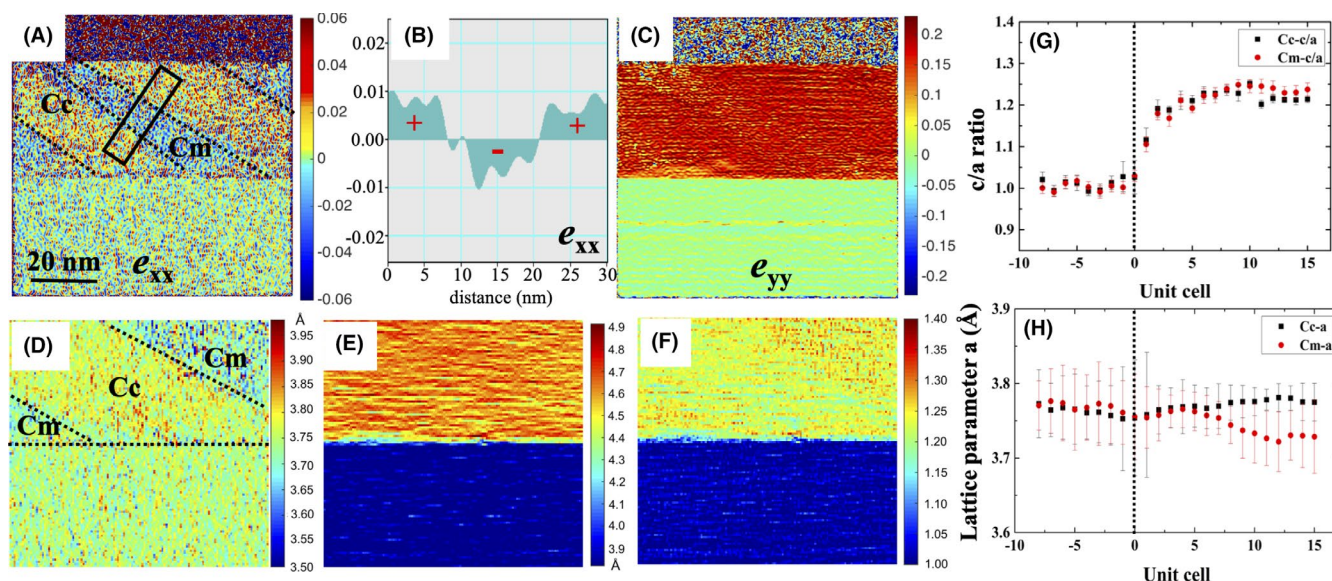 (A)
Cc
Cm
20 nm
exx
0.06
0.04
0.02
0
-0.02
-0.04
-0.06
(B)
0.02
0.01
0.00
-0.01
-0.02
+
-
+
exx
0
5
10
15
20
25
30
distance (nm)
(C)
eyy
0.2
0.15
0.1
0.05
0
-0.05
-0.1
-0.15
-0.2
(G)
Cc-c/a
Cm-c/a
c/a ratio
1.4
1.3
1.2
1.1
1.0
0.9
-10
-5
0
5
10
15
Unit cell
(D)
Cm
Cc
Cm
Å
3.95
3.90
3.85
3.80
3.75
3.70
3.65
3.60
3.50
(E)
4.9
4.8
4.7
4.6
4.5
4.4
4.3
4.2
4.1
4.0
3.9
Å
(F)
1.40
1.35
1.30
1.25
1.20
1.15
1.10
1.05
1.00
(H)
Cc-a
Cm-a
Lattice parameter a (Å)
3.9
3.8
3.7
3.6
-10
-5
0
5
10
15
Unit cell